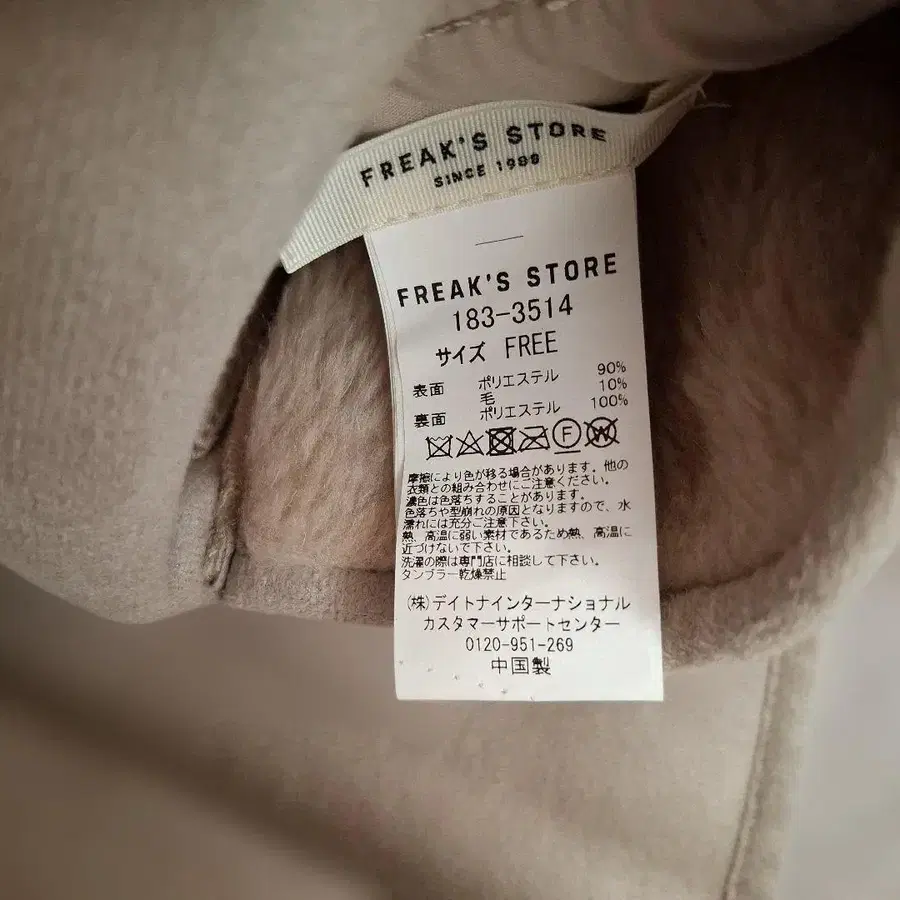 FREAK'S STORE
SINCE 1986
FREAK'S STORE
183-3514
サイズ FREE
表面 ポリエステル 90%
毛 10%
裏面 ポリエステル 100%
F W
摩擦により色が移る場合があります。他の
衣類との組み合わせにご注意ください。
濃色は色落ちすることがあります。
色落ちや型崩れの原因となりますので、水
濡れには充分ご注意下さい。
熱、高温に弱い素材であるため熱、高温に
近づけないで下さい。
洗濯の際は専門店に相談して下さい。
タンブラー乾燥禁止
(株)デイトナインターナショナル
カスタマーサポートセンター
0120-951-269
中国製